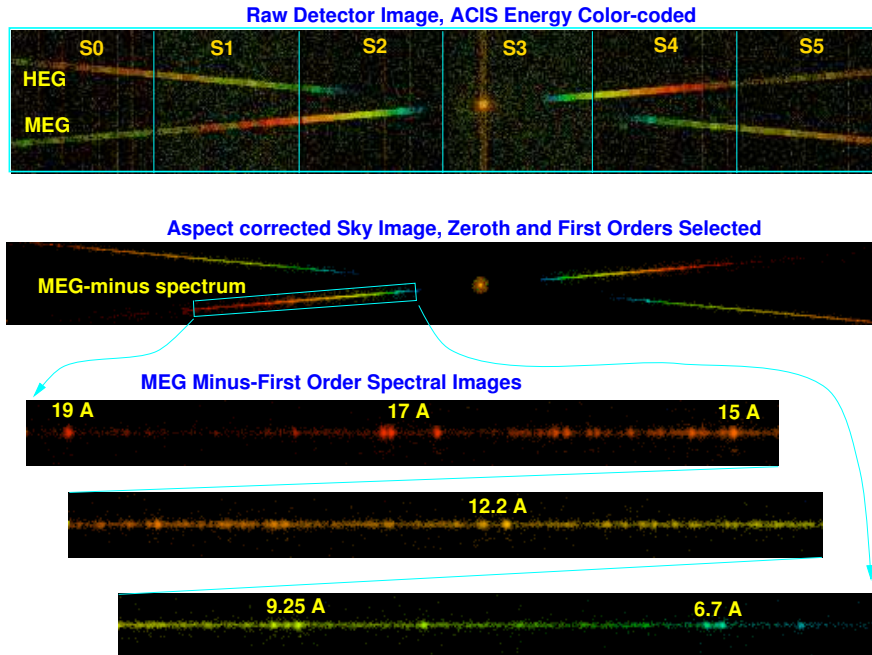 Raw Detector Image, ACIS Energy Color-coded
S0 S1 S2 S3 S4 S5
HEG
MEG
Aspect corrected Sky Image, Zeroth and First Orders Selected
MEG-minus spectrum
MEG Minus-First Order Spectral Images
19 A 17 A 15 A
12.2 A
9.25 A 6.7 A